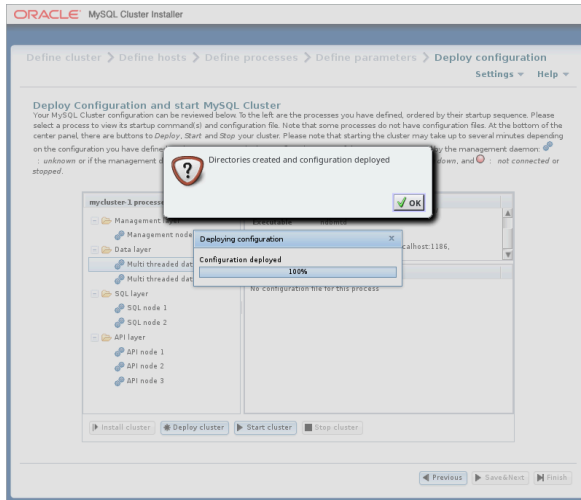 ORACLE MySQL Cluster Installer
Define cluster Define hosts Define processes Define parameters Deploy configuration
Settings Help
Deploy Configuration and start MySQL Cluster
Your MySQL Cluster configuration can be reviewed below. To the left are the processes you have defined, ordered by their startup sequence. Please
select a process to view its startup command(s) and configuration file. Note that some processes do not have configuration files. At the bottom of the
center panel, there are buttons to Deploy, Start and Stop your cluster. Please note that starting the cluster may take up to several minutes depending
on the configuration you have define by the management daemon:
: unknown or if the management d down, and : not connected or
stopped.
Directories created and configuration deployed
OK
mycluster-1 processe
Management layer
Management node
Data layer
Multi threaded dat
Multi threaded dat
SQL layer
SQL node 1
SQL node 2
API layer
API node 1
API node 2
API node 3
Deploying configuration X
Configuration deployed
100%
calhost:1186,
No configuration file for this process
Install cluster Deploy cluster Start cluster Stop cluster
Previous Save&Next Finish